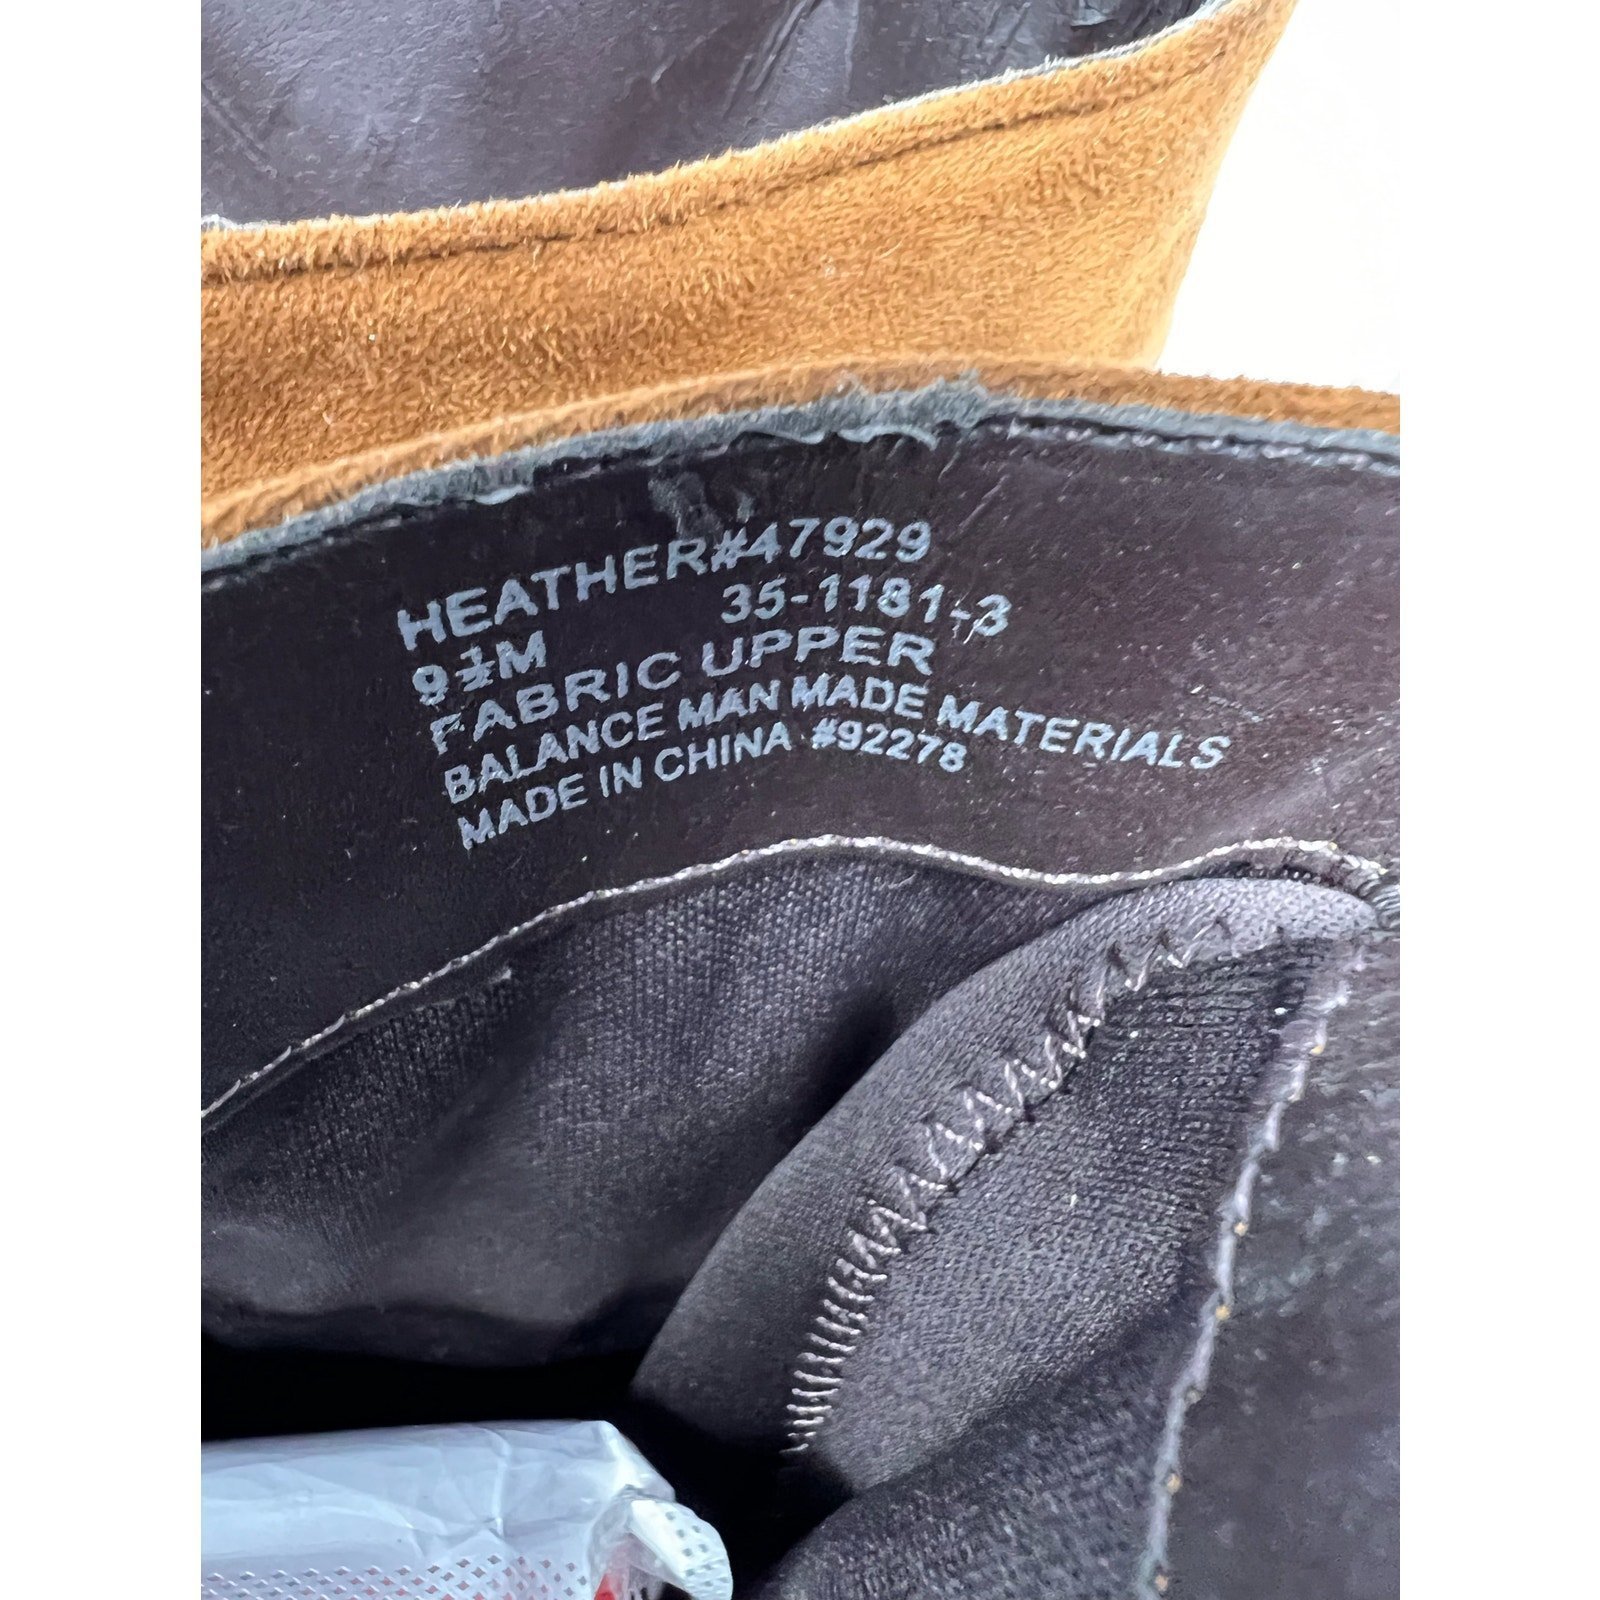 HEATHER#47929
35-1181-3
9½M
FABRIC UPPER
BALANCE MAN MADE MATERIALS
MADE IN CHINA #92278